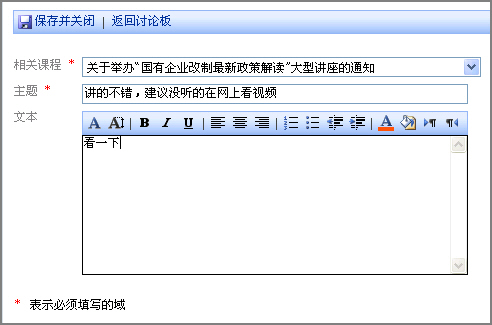 保存并关闭 | 返回讨论板
相关课程 * 关于举办“国有企业改制最新政策解读”大型讲座的通知
主题 * 讲的不错，建议没听的在网上看视频
文本
A A B I U A
看一下
* 表示必须填写的域